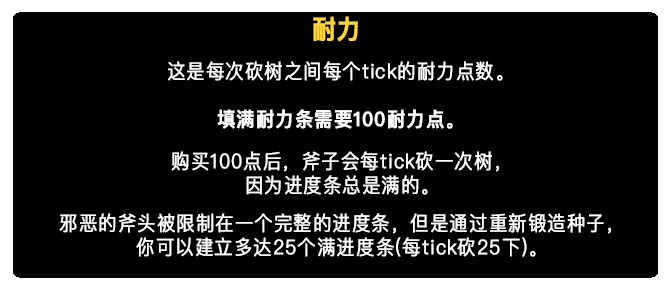 耐力
这是每次砍树之间每个tick的耐力点数。
填满耐力条需要100耐力点。
购买100点后，斧子会每tick砍一次树，
因为进度条总是满的。
邪恶的斧头被限制在一个完整的进度条，但是通过重新锻造种子，
你可以建立多达25个满进度条(每tick砍25下)。